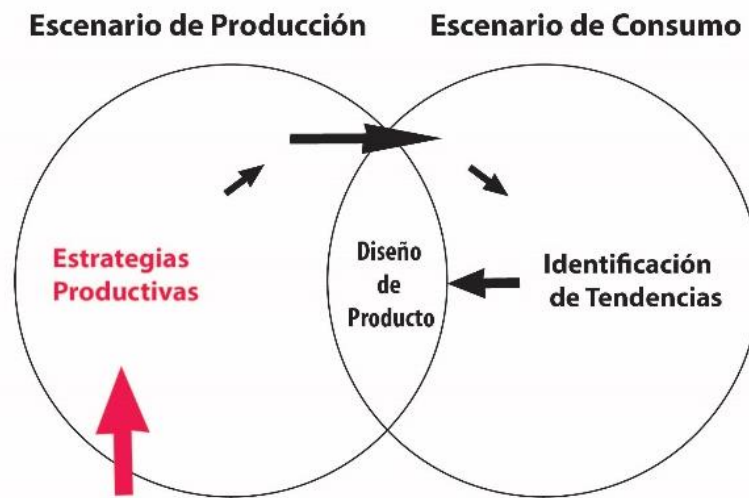 Escenario de Producción
Escenario de Consumo
Estrategias
Productivas
Diseño
de
Producto
Identificación
de Tendencias